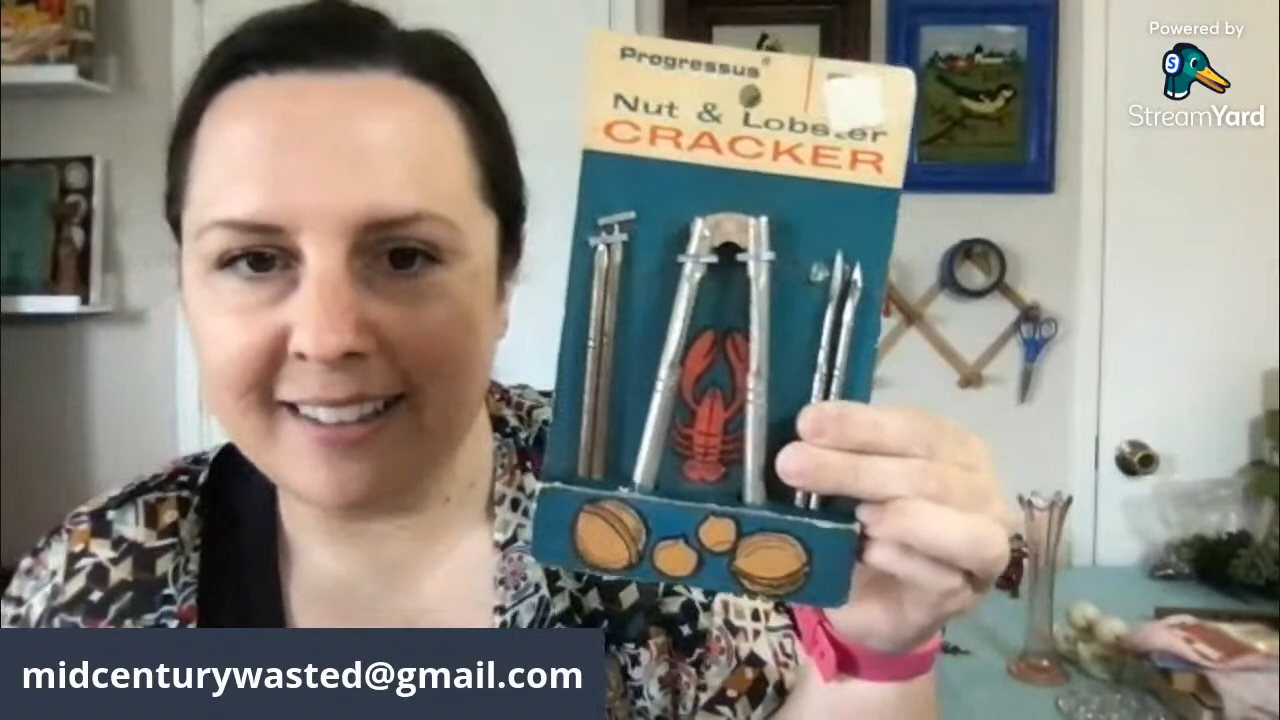 Powered by
S
StreamYard
Progressus®
Nut & Lobster
CRACKER
midcenturywasted@gmail.com